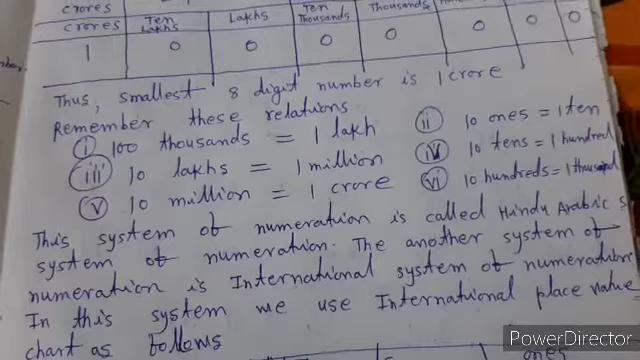 crores
crores Ten Lakhs Lakhs Ten Thousands Thousands
1 0 0 0 0 0 0 0
Thus, smallest 8 digit number is 1 crore
Remember these relations
(i) 100 thousands = 1 lakh (ii) 10 ones = 1 ten
(iii) 10 lakhs = 1 million (iv) 10 tens = 1 hundred
(v) 10 million = 1 crore (vi) 10 hundreds = 1 thousand
This system of numeration is called Hindu Arabic s
system of numeration. The another system of
numeration is International system of numeration.
In this system we use International place value
chart as follows
ones
PowerDirector